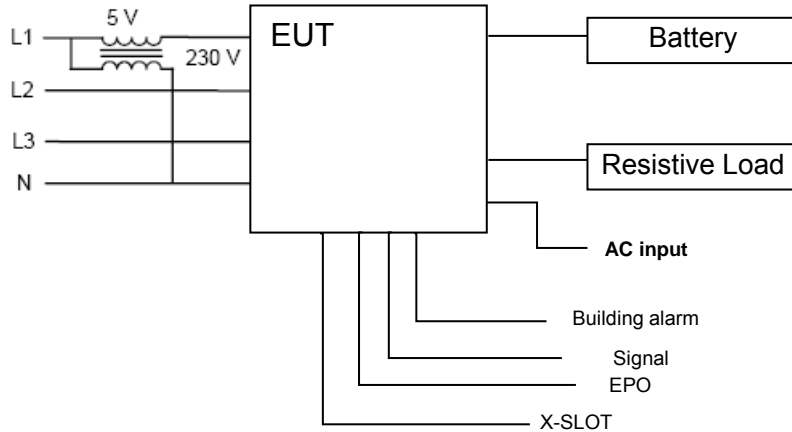 5 V
EUT
Battery
L1
230 V
L2
L3
Resistive Load
N
AC input
Building alarm
Signal
EPO
X-SLOT